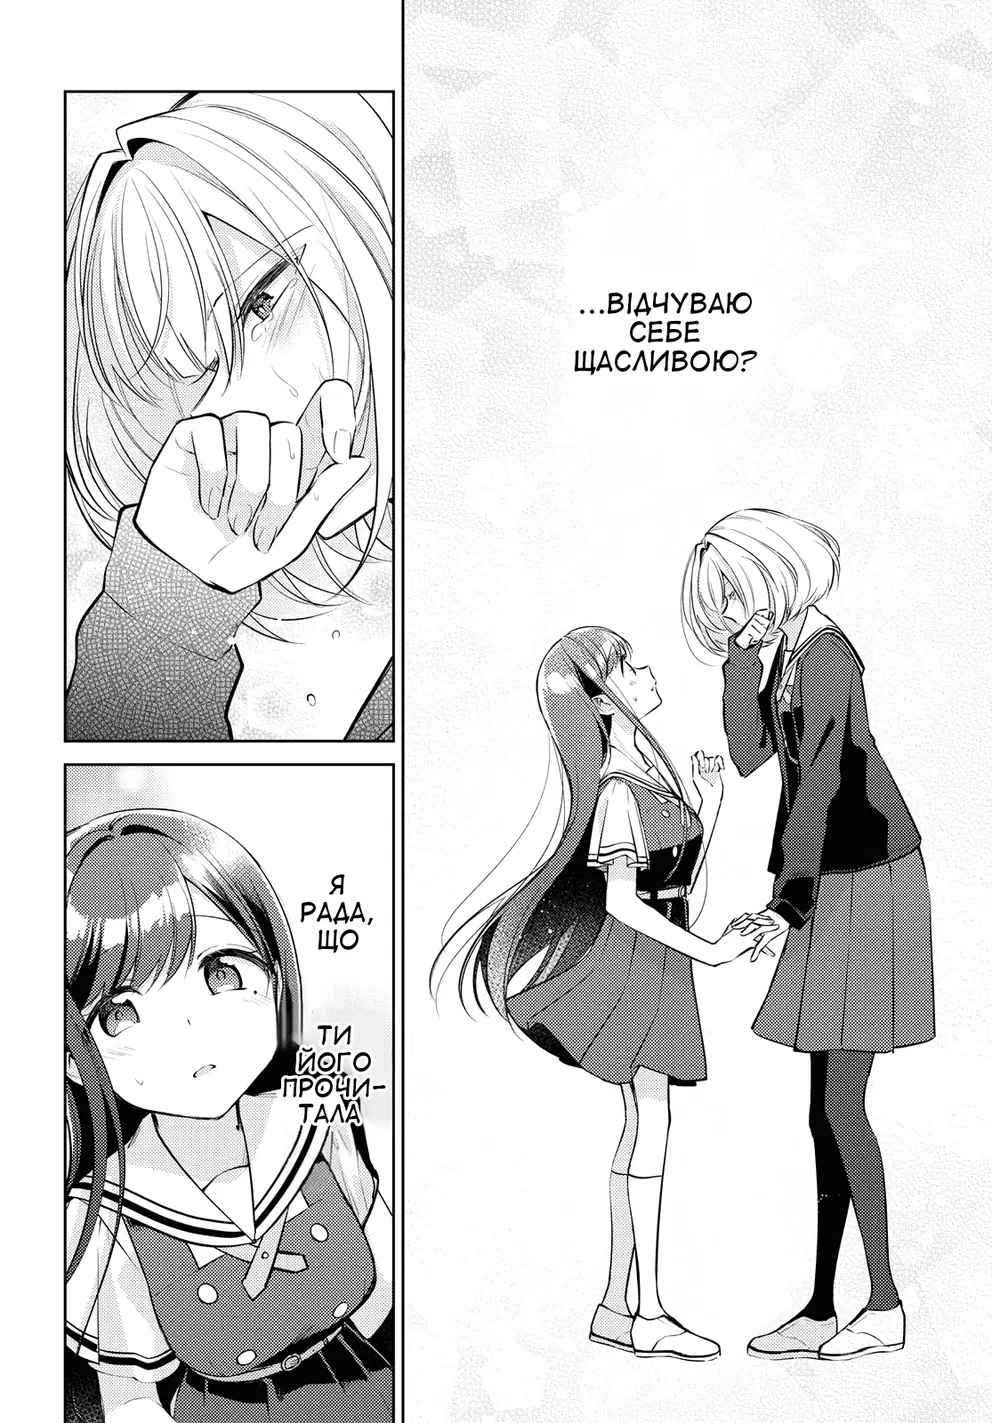 ...ВІДЧУВАЮ
СЕБЕ
ЩАСЛИВОЮ?
Я
РАДА,
ЩО
ТИ
ЙОГО
ПРОЧИ-
ТАЛА